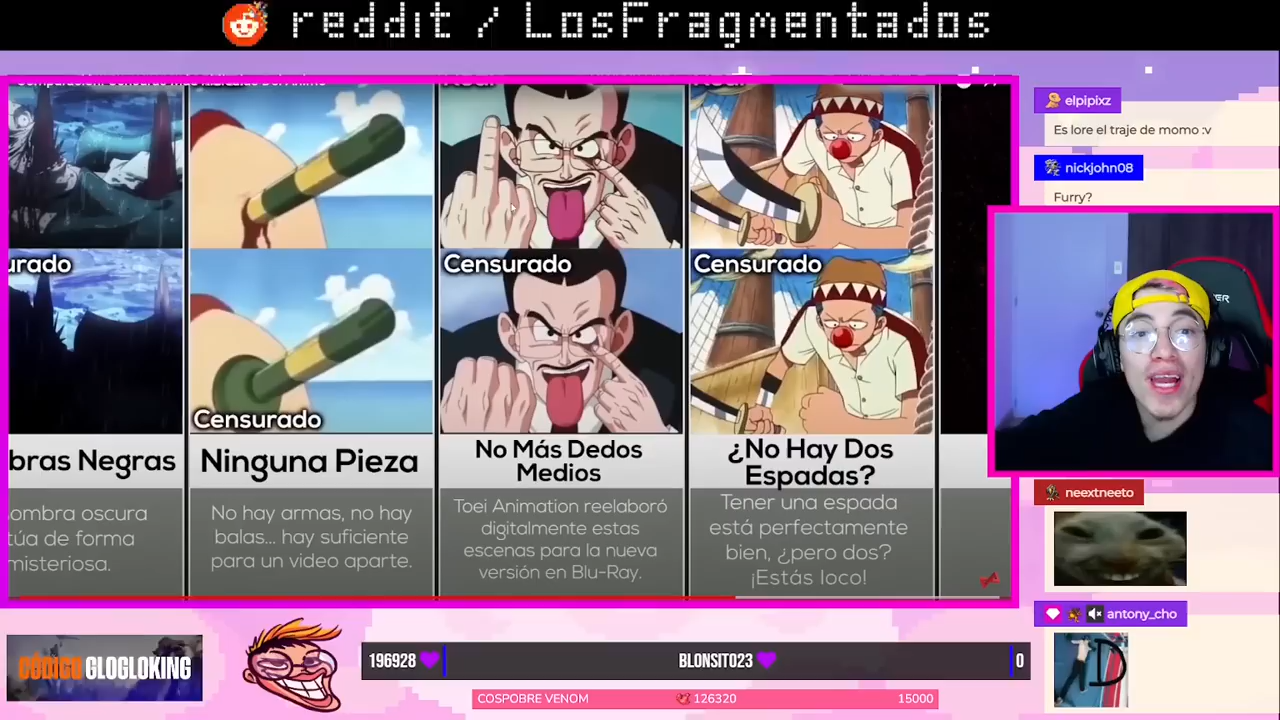 reddit / LosFragmentados
elpipixz
Es lore el traje de momo :v
nickjohn08
Furry?
urado
Censurado
Censurado
Censurado
bras Negras
Ninguna Pieza
No Más Dedos
Medios
¿No Hay Dos
Espadas?
ombra oscura
túa de forma
misteriosa.
No hay armas, no hay
balas... hay suficiente
para un video aparte.
Toei Animation reelaboró
digitalmente estas
escenas para la nueva
versión en Blu-Ray.
Tener una espada
está perfectamente
bien, ¿pero dos?
¡Estás loco!
neextneeto
antony_cho
CÓDIGO GLOGLOKING
196928
BLONSITO23
0
COSPOBRE VENOM
126320
15000